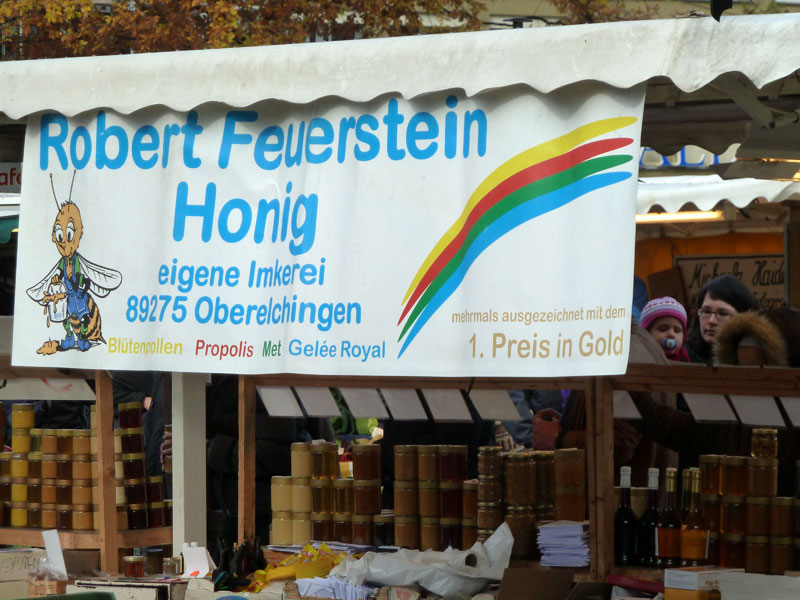 Robert Feuerstein
Honig
eigene Imkerei
89275 Oberelchingen
Blütenpollen Propolis Met Gelée Royal
mehrmals ausgezeichnet mit dem
1. Preis in Gold